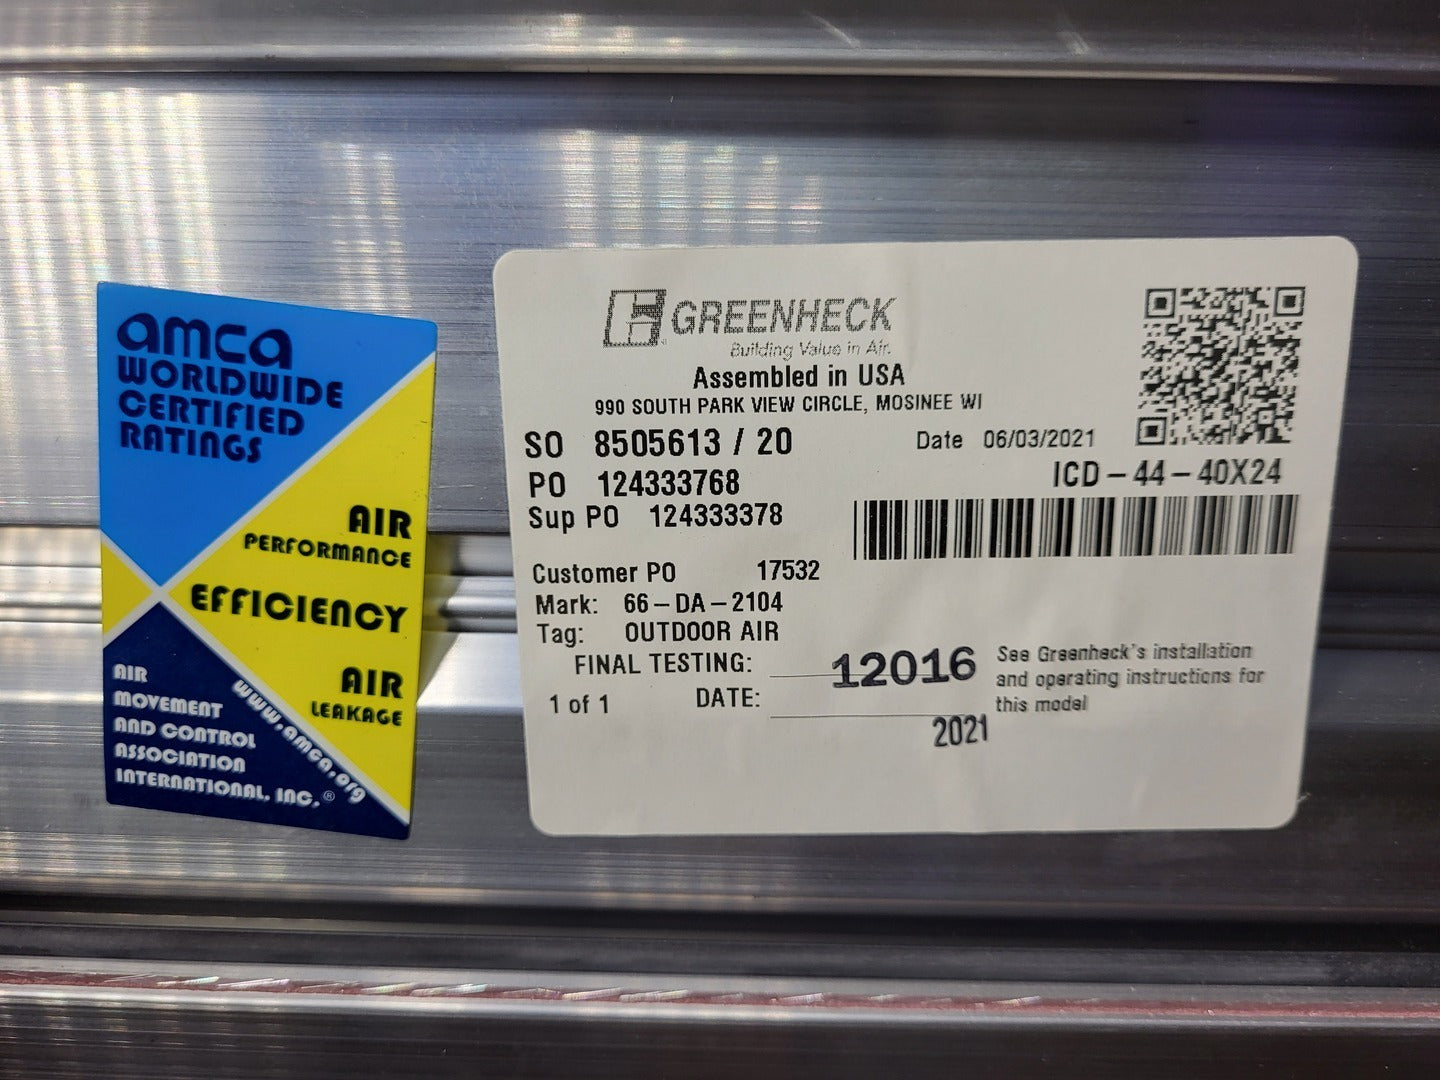 amca
WORLDWIDE
CERTIFIED
RATINGS
AIR
PERFORMANCE
EFFICIENCY
AIR
LEAKAGE
AIR
MOVEMENT
AND CONTROL
ASSOCIATION
INTERNATIONAL, INC.®
www.amca.org
GREENHECK
Building Value in Air.
Assembled in USA
990 SOUTH PARK VIEW CIRCLE, MOSINEE WI
SO 8505613 / 20 Date 06/03/2021
PO 124333768 ICD-44-40X24
Sup PO 124333378
Customer PO 17532
Mark: 66-DA-2104
Tag: OUTDOOR AIR
FINAL TESTING: 12016
1 of 1 DATE: 2021
See Greenheck's installation
and operating instructions for
this model